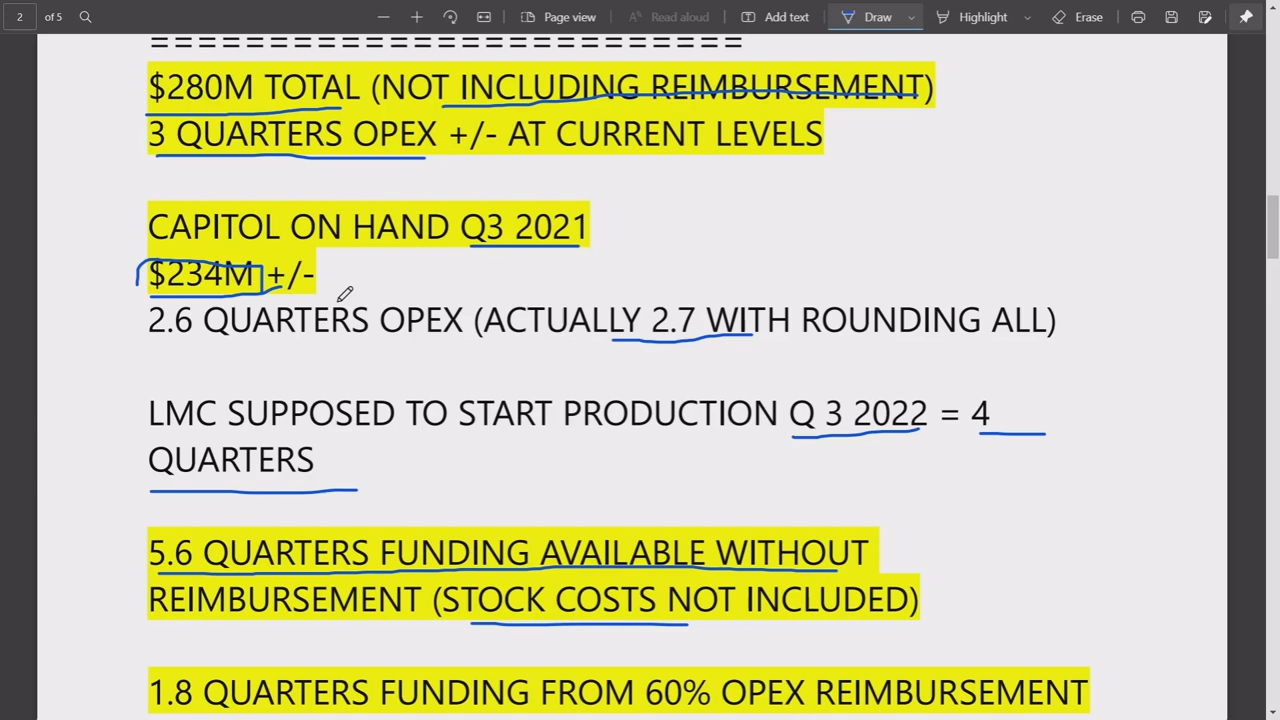 2 of 5 Page view Read aloud Add text Draw Highlight Erase
==========================
$280M TOTAL (NOT INCLUDING REIMBURSEMENT)
3 QUARTERS OPEX +/- AT CURRENT LEVELS
CAPITOL ON HAND Q3 2021
$234M +/-
2.6 QUARTERS OPEX (ACTUALLY 2.7 WITH ROUNDING ALL)
LMC SUPPOSED TO START PRODUCTION Q 3 2022 = 4
QUARTERS
5.6 QUARTERS FUNDING AVAILABLE WITHOUT
REIMBURSEMENT (STOCK COSTS NOT INCLUDED)
1.8 QUARTERS FUNDING FROM 60% OPEX REIMBURSEMENT